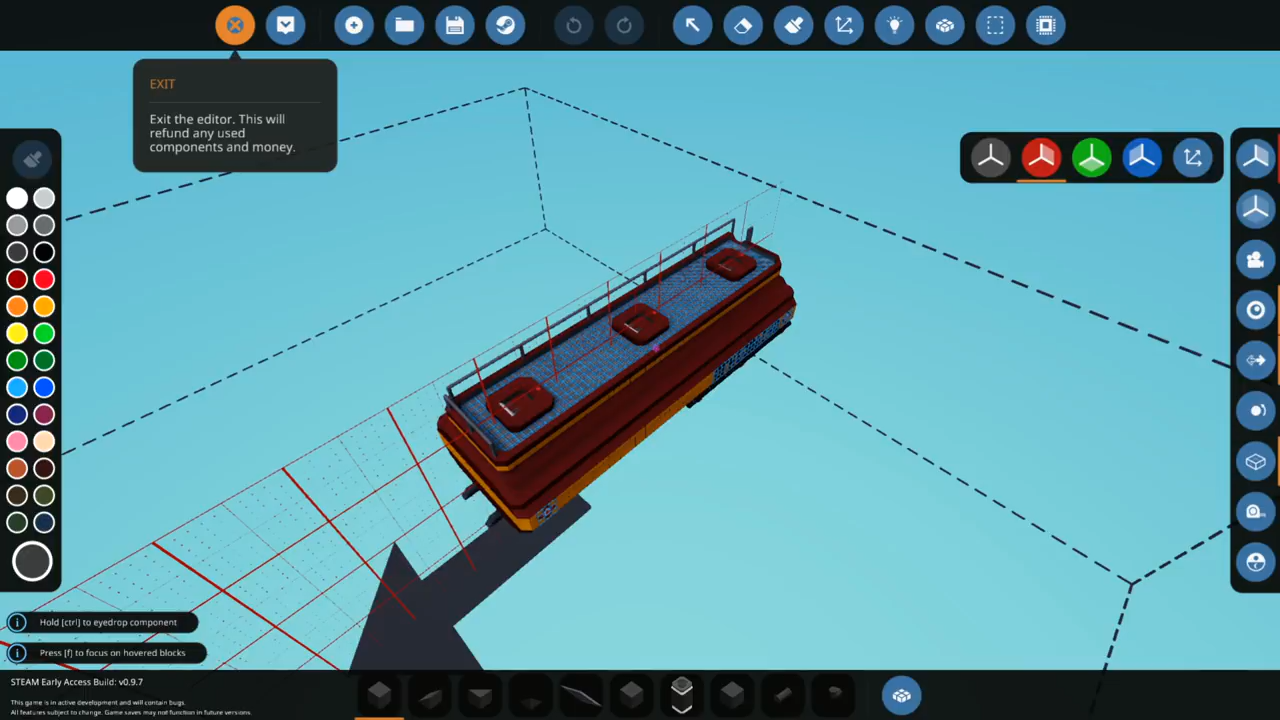 EXIT
Exit the editor. This will
refund any used
components and money.
Hold [ctrl] to eyedrop component
Press [f] to focus on hovered blocks
STEAM Early Access Build: v0.9.7
This game is in active development and will contain bugs.
All features subject to change. Game saves may not function in future versions.